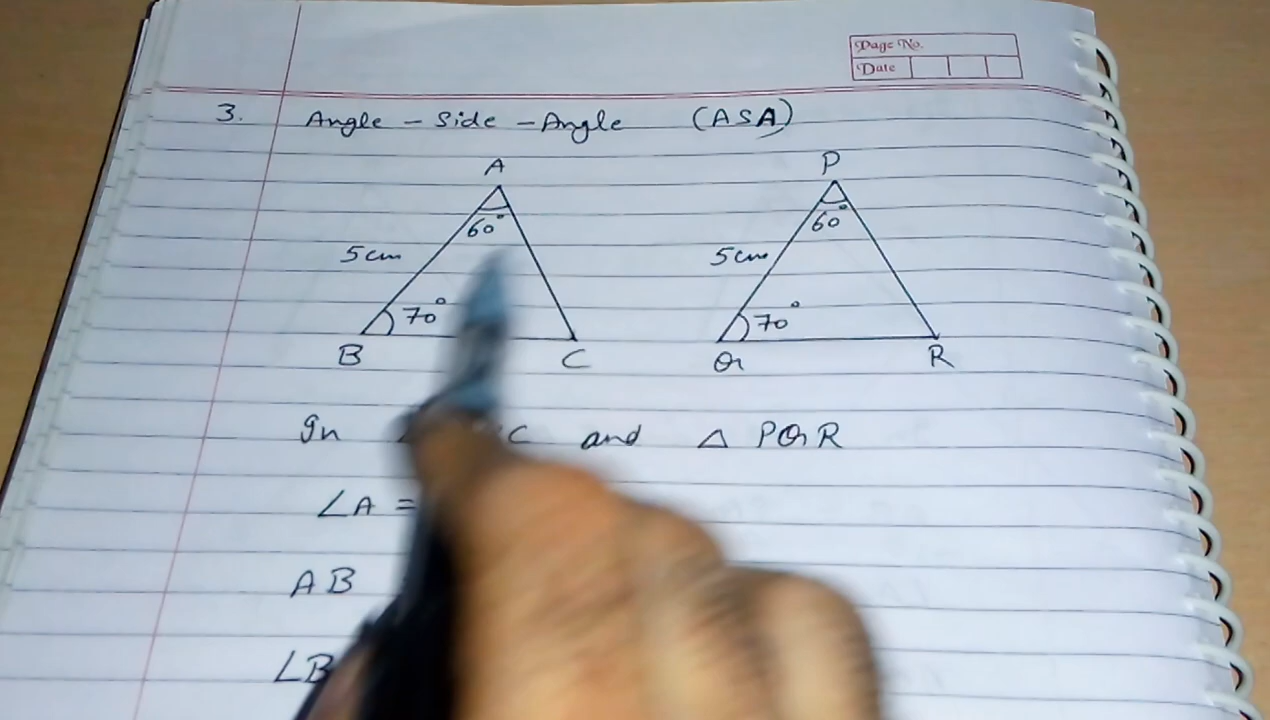 Page No.
Date
3. Angle - Side - Angle (ASA)
A P
60° 60°
5cm 5cm
70° 70°
B C Q R
In C and △ PQR
∠A =
AB
∠B